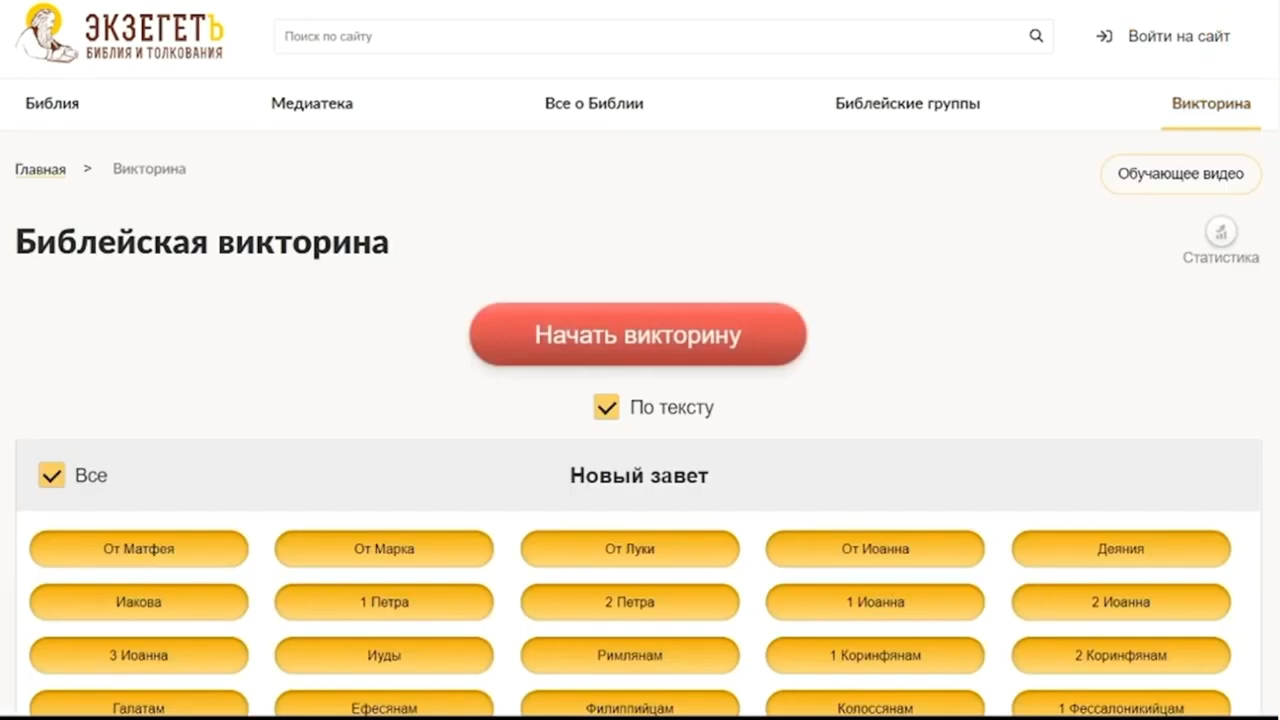 ЭКЗЕГЕТЪ
БИБЛИЯ И ТОЛКОВАНИЯ
Поиск по сайту
Войти на сайт
Библия
Медиатека
Все о Библии
Библейские группы
Викторина
Главная > Викторина
Обучающее видео
Библейская викторина
Статистика
Начать викторину
По тексту
Все
Новый завет
От Матфея
От Марка
От Луки
От Иоанна
Деяния
Иакова
1 Петра
2 Петра
1 Иоанна
2 Иоанна
3 Иоанна
Иуды
Римлянам
1 Коринфянам
2 Коринфянам
Галатам
Ефесянам
Филиппийцам
Колоссянам
1 Фессалоникийцам